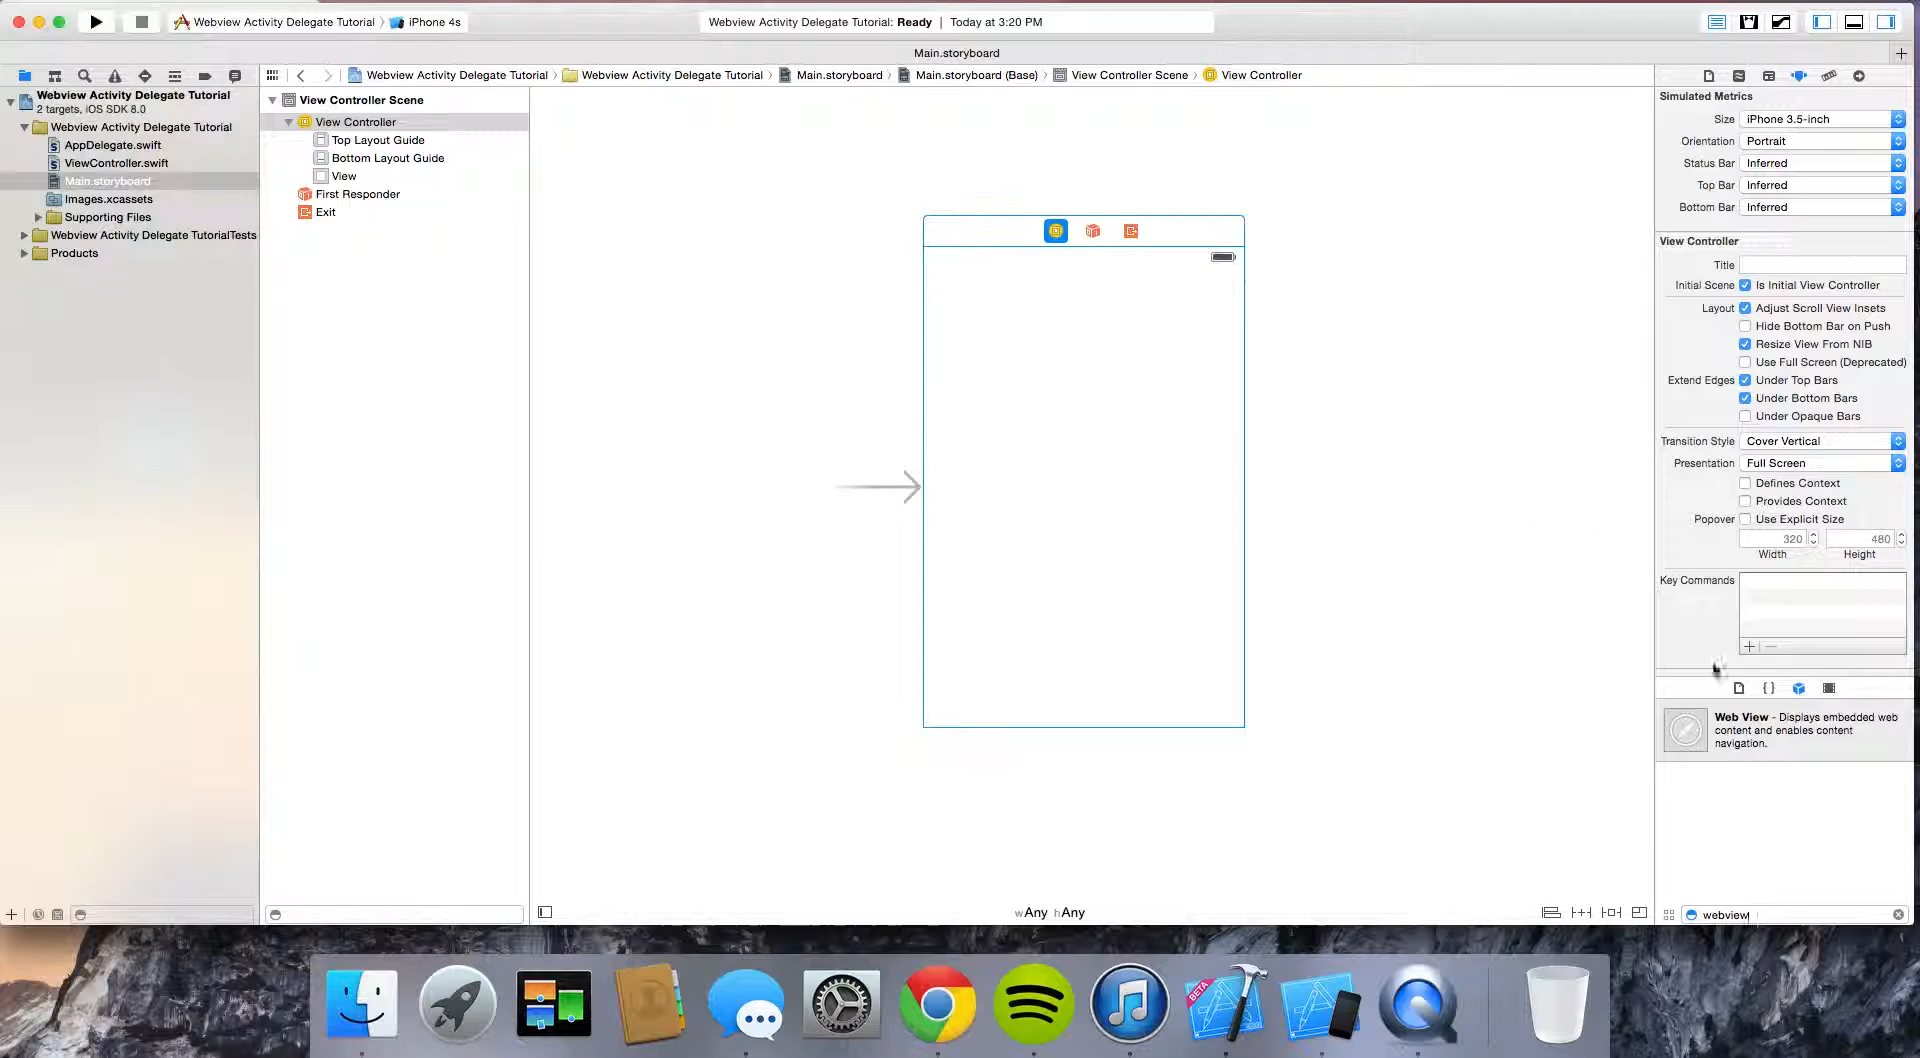 Webview Activity Delegate Tutorial
iPhone 4s
Webview Activity Delegate Tutorial: Ready | Today at 3:20 PM
Main.storyboard
Webview Activity Delegate Tutorial
2 targets, iOS SDK 8.0
Webview Activity Delegate Tutorial
AppDelegate.swift
ViewController.swift
Main.storyboard
Images.xcassets
Supporting Files
Webview Activity Delegate TutorialTests
Products
Webview Activity Delegate Tutorial
Webview Activity Delegate Tutorial
Main.storyboard
Main.storyboard (Base)
View Controller Scene
View Controller
View Controller Scene
View Controller
Top Layout Guide
Bottom Layout Guide
View
First Responder
Exit
wAny hAny
Simulated Metrics
Size iPhone 3.5-inch
Orientation Portrait
Status Bar Inferred
Top Bar Inferred
Bottom Bar Inferred
View Controller
Title
Initial Scene Is Initial View Controller
Layout Adjust Scroll View Insets
Hide Bottom Bar on Push
Resize View From NIB
Use Full Screen (Deprecated)
Extend Edges Under Top Bars
Under Bottom Bars
Under Opaque Bars
Transition Style Cover Vertical
Presentation Full Screen
Defines Context
Provides Context
Popover Use Explicit Size
320 480
Width Height
Key Commands
Web View - Displays embedded web
content and enables content
navigation.
webview
BETA